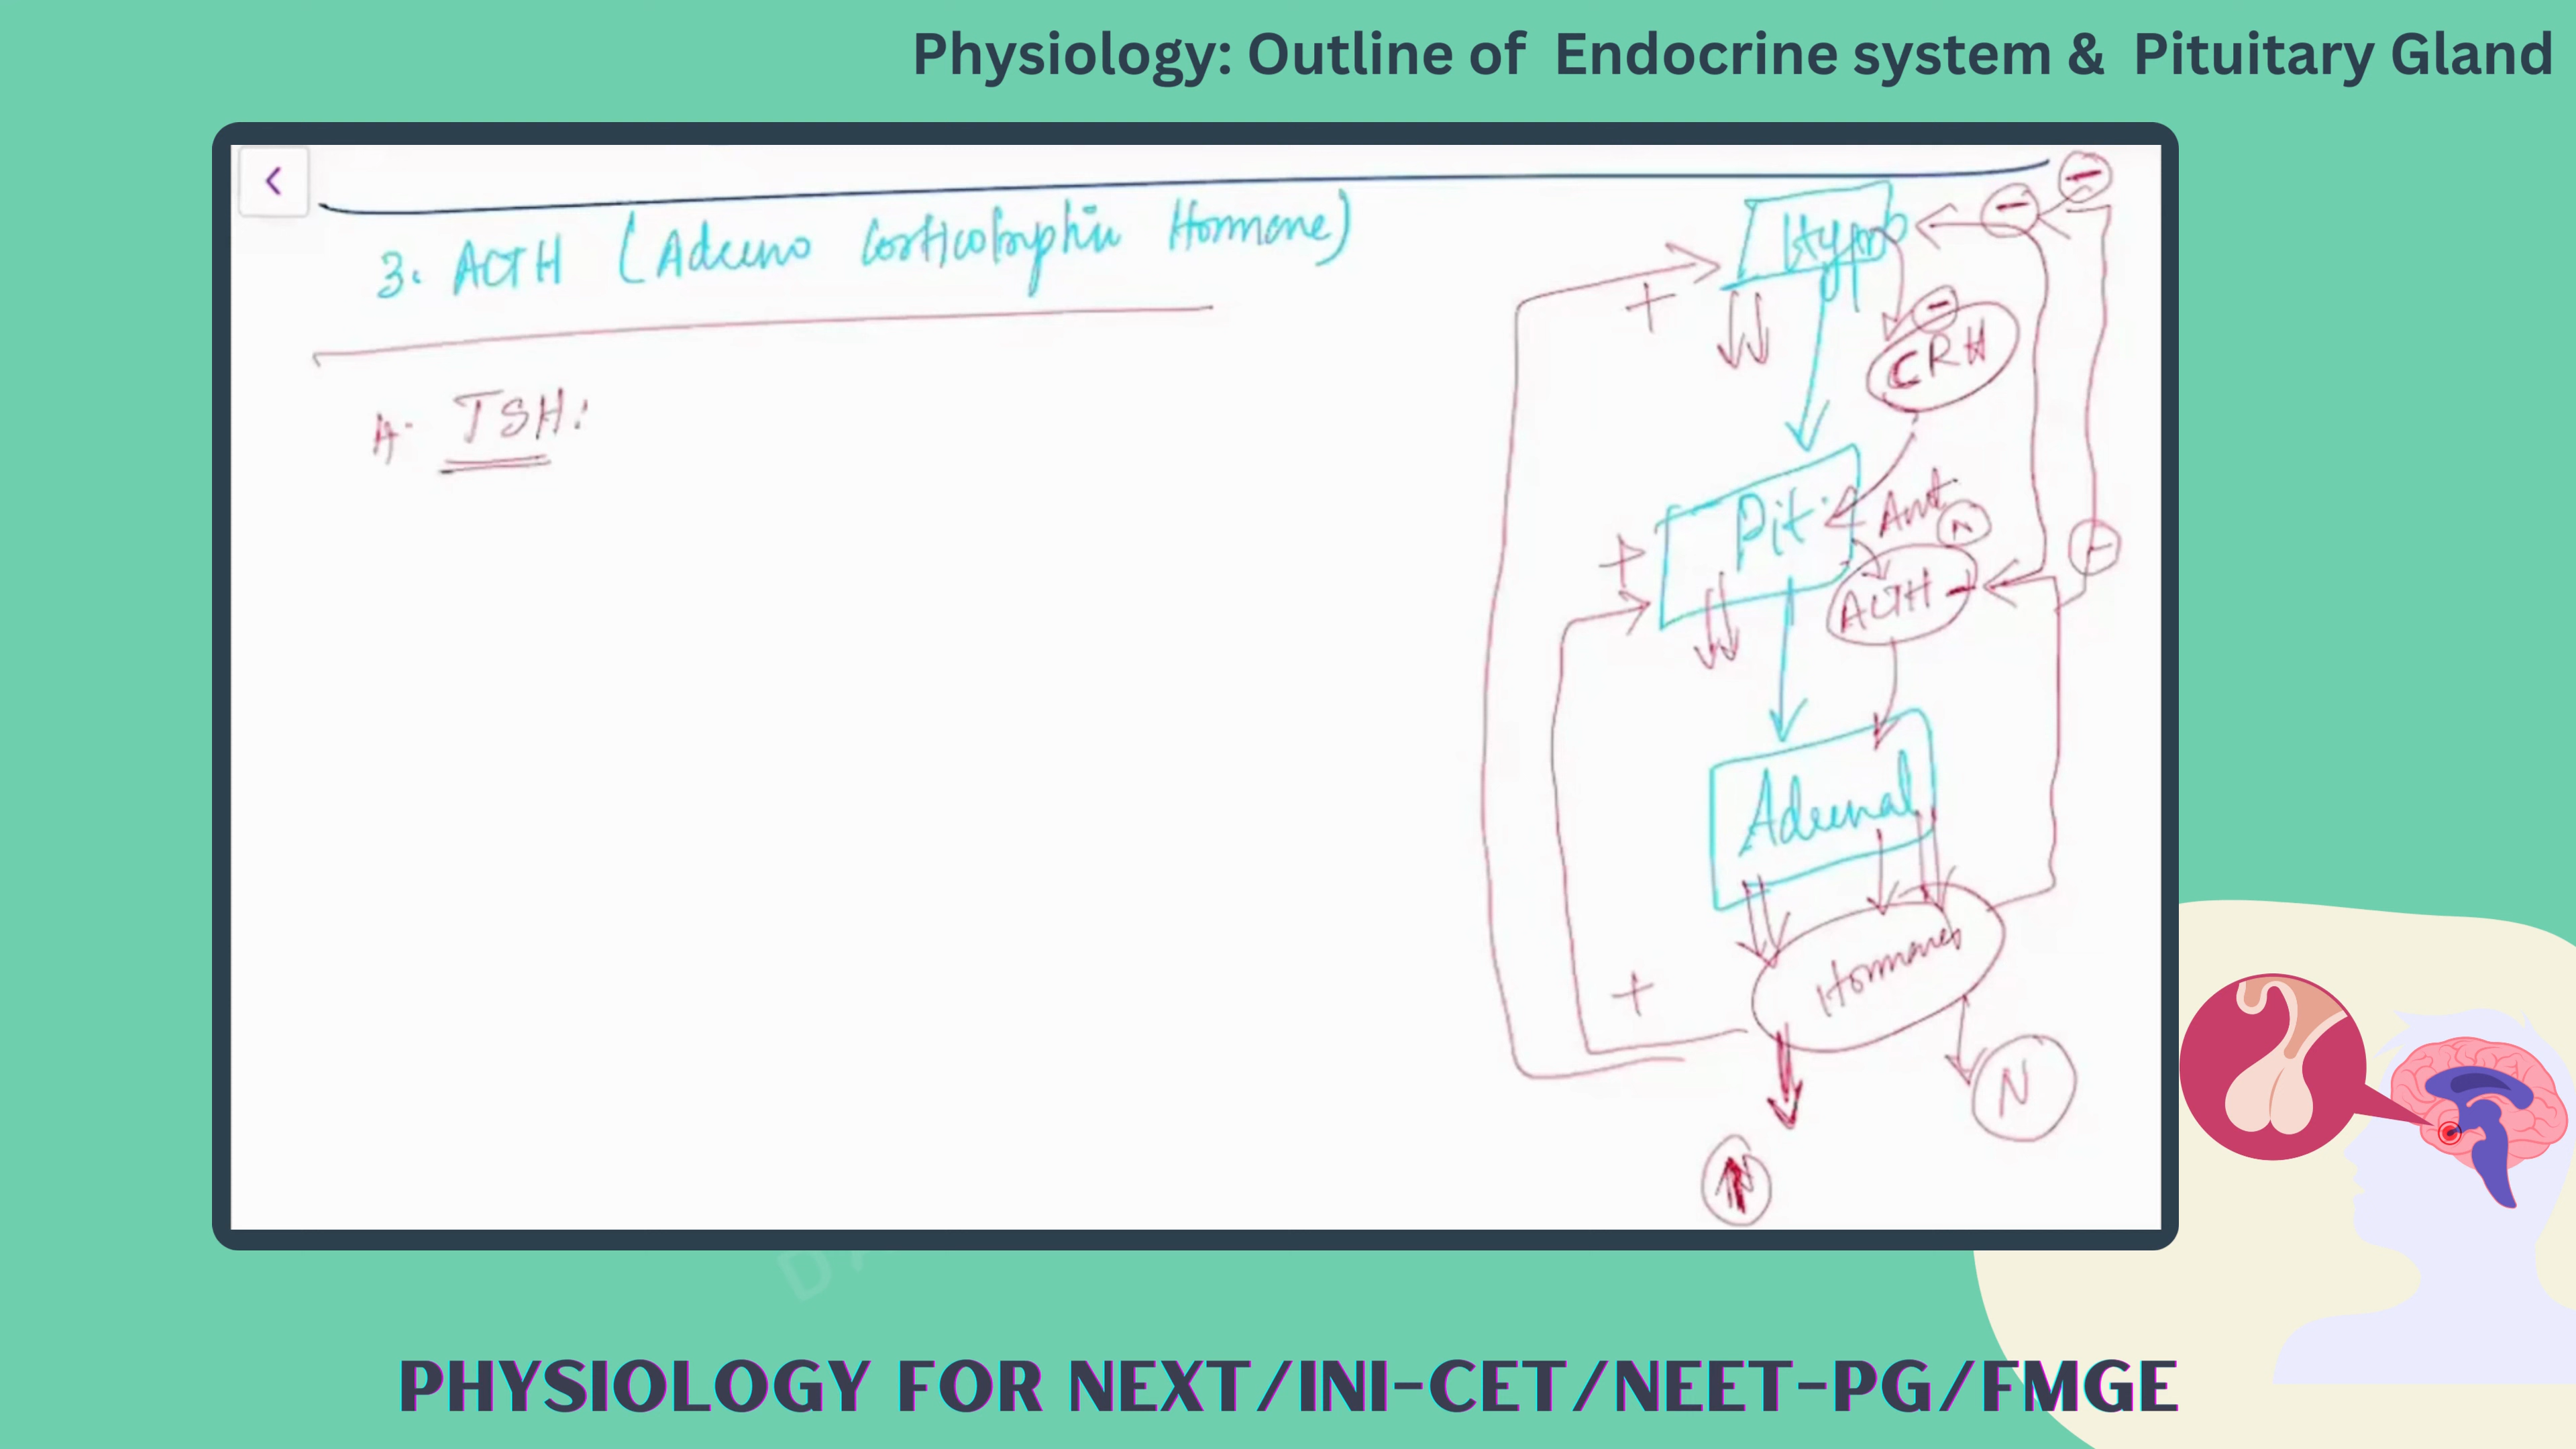 Physiology: Outline of Endocrine system & Pituitary Gland
3. ACTH (Adreno Corticotrophin Hormone)
4. TSH:
Hypo
+
CRH
Pit.
Ant
N
+
ACTH
Adrenal
Hormones
+
N
PHYSIOLOGY FOR NEXT/INI-CET/NEET-PG/FMGE